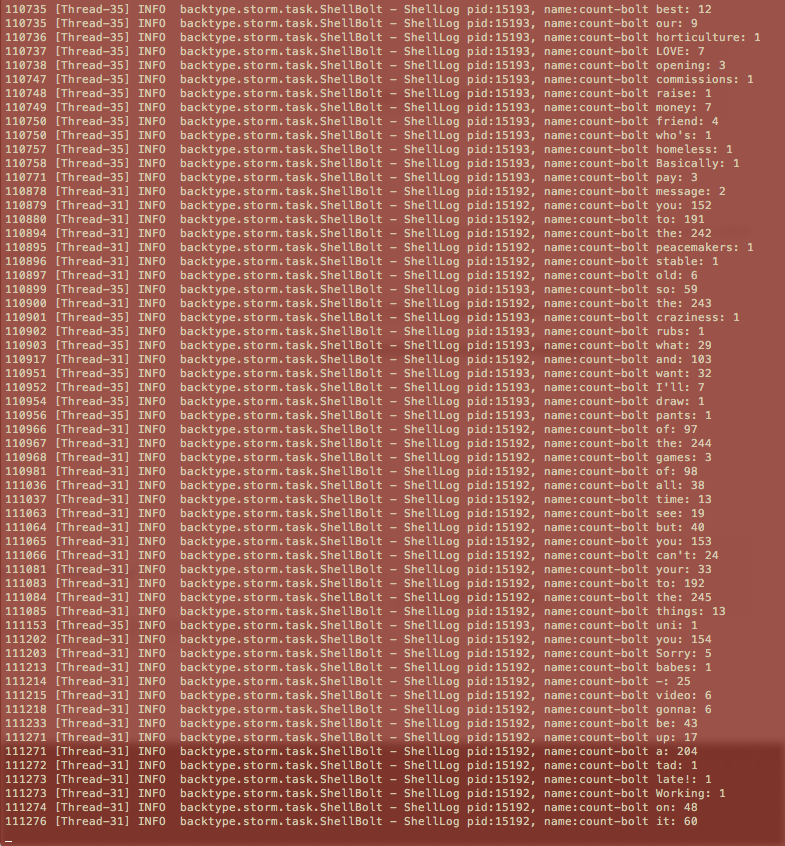 110735 [Thread-35] INFO  backtype.storm.task.ShellBolt – ShellLog pid:15193, name:count-bolt best: 12
110735 [Thread-35] INFO  backtype.storm.task.ShellBolt – ShellLog pid:15193, name:count-bolt our: 9
110736 [Thread-35] INFO  backtype.storm.task.ShellBolt – ShellLog pid:15193, name:count-bolt horticulture: 1
110737 [Thread-35] INFO  backtype.storm.task.ShellBolt – ShellLog pid:15193, name:count-bolt LOVE: 7
110738 [Thread-35] INFO  backtype.storm.task.ShellBolt – ShellLog pid:15193, name:count-bolt opening: 3
110747 [Thread-35] INFO  backtype.storm.task.ShellBolt – ShellLog pid:15193, name:count-bolt commissions: 1
110748 [Thread-35] INFO  backtype.storm.task.ShellBolt – ShellLog pid:15193, name:count-bolt raise: 1
110749 [Thread-35] INFO  backtype.storm.task.ShellBolt – ShellLog pid:15193, name:count-bolt money: 7
110750 [Thread-35] INFO  backtype.storm.task.ShellBolt – ShellLog pid:15193, name:count-bolt friend: 4
110750 [Thread-35] INFO  backtype.storm.task.ShellBolt – ShellLog pid:15193, name:count-bolt who's: 1
110757 [Thread-35] INFO  backtype.storm.task.ShellBolt – ShellLog pid:15193, name:count-bolt homeless: 1
110758 [Thread-35] INFO  backtype.storm.task.ShellBolt – ShellLog pid:15193, name:count-bolt Basically: 1
110771 [Thread-35] INFO  backtype.storm.task.ShellBolt – ShellLog pid:15193, name:count-bolt pay: 3
110878 [Thread-31] INFO  backtype.storm.task.ShellBolt – ShellLog pid:15192, name:count-bolt message: 2
110879 [Thread-31] INFO  backtype.storm.task.ShellBolt – ShellLog pid:15192, name:count-bolt you: 152
110880 [Thread-31] INFO  backtype.storm.task.ShellBolt – ShellLog pid:15192, name:count-bolt to: 191
110894 [Thread-31] INFO  backtype.storm.task.ShellBolt – ShellLog pid:15192, name:count-bolt the: 242
110895 [Thread-31] INFO  backtype.storm.task.ShellBolt – ShellLog pid:15192, name:count-bolt peacemakers: 1
110896 [Thread-31] INFO  backtype.storm.task.ShellBolt – ShellLog pid:15192, name:count-bolt stable: 1
110897 [Thread-31] INFO  backtype.storm.task.ShellBolt – ShellLog pid:15192, name:count-bolt old: 6
110899 [Thread-35] INFO  backtype.storm.task.ShellBolt – ShellLog pid:15193, name:count-bolt so: 59
110900 [Thread-31] INFO  backtype.storm.task.ShellBolt – ShellLog pid:15192, name:count-bolt the: 243
110901 [Thread-35] INFO  backtype.storm.task.ShellBolt – ShellLog pid:15193, name:count-bolt craziness: 1
110902 [Thread-35] INFO  backtype.storm.task.ShellBolt – ShellLog pid:15193, name:count-bolt rubs: 1
110903 [Thread-35] INFO  backtype.storm.task.ShellBolt – ShellLog pid:15193, name:count-bolt what: 29
110917 [Thread-31] INFO  backtype.storm.task.ShellBolt – ShellLog pid:15192, name:count-bolt and: 103
110951 [Thread-35] INFO  backtype.storm.task.ShellBolt – ShellLog pid:15193, name:count-bolt want: 32
110952 [Thread-35] INFO  backtype.storm.task.ShellBolt – ShellLog pid:15193, name:count-bolt I'll: 7
110954 [Thread-35] INFO  backtype.storm.task.ShellBolt – ShellLog pid:15193, name:count-bolt draw: 1
110956 [Thread-35] INFO  backtype.storm.task.ShellBolt – ShellLog pid:15193, name:count-bolt pants: 1
110966 [Thread-31] INFO  backtype.storm.task.ShellBolt – ShellLog pid:15192, name:count-bolt of: 97
110967 [Thread-31] INFO  backtype.storm.task.ShellBolt – ShellLog pid:15192, name:count-bolt the: 244
110968 [Thread-31] INFO  backtype.storm.task.ShellBolt – ShellLog pid:15192, name:count-bolt games: 3
110981 [Thread-31] INFO  backtype.storm.task.ShellBolt – ShellLog pid:15192, name:count-bolt of: 98
111036 [Thread-31] INFO  backtype.storm.task.ShellBolt – ShellLog pid:15192, name:count-bolt all: 38
111037 [Thread-31] INFO  backtype.storm.task.ShellBolt – ShellLog pid:15192, name:count-bolt time: 13
111063 [Thread-31] INFO  backtype.storm.task.ShellBolt – ShellLog pid:15192, name:count-bolt see: 19
111064 [Thread-31] INFO  backtype.storm.task.ShellBolt – ShellLog pid:15192, name:count-bolt but: 40
111065 [Thread-31] INFO  backtype.storm.task.ShellBolt – ShellLog pid:15192, name:count-bolt you: 153
111066 [Thread-31] INFO  backtype.storm.task.ShellBolt – ShellLog pid:15192, name:count-bolt can't: 24
111081 [Thread-31] INFO  backtype.storm.task.ShellBolt – ShellLog pid:15192, name:count-bolt your: 33
111083 [Thread-31] INFO  backtype.storm.task.ShellBolt – ShellLog pid:15192, name:count-bolt to: 192
111084 [Thread-31] INFO  backtype.storm.task.ShellBolt – ShellLog pid:15192, name:count-bolt the: 245
111085 [Thread-31] INFO  backtype.storm.task.ShellBolt – ShellLog pid:15192, name:count-bolt things: 13
111153 [Thread-35] INFO  backtype.storm.task.ShellBolt – ShellLog pid:15193, name:count-bolt uni: 1
111202 [Thread-31] INFO  backtype.storm.task.ShellBolt – ShellLog pid:15192, name:count-bolt you: 154
111203 [Thread-31] INFO  backtype.storm.task.ShellBolt – ShellLog pid:15192, name:count-bolt Sorry: 5
111213 [Thread-31] INFO  backtype.storm.task.ShellBolt – ShellLog pid:15192, name:count-bolt babes: 1
111214 [Thread-31] INFO  backtype.storm.task.ShellBolt – ShellLog pid:15192, name:count-bolt –: 25
111215 [Thread-31] INFO  backtype.storm.task.ShellBolt – ShellLog pid:15192, name:count-bolt video: 6
111218 [Thread-31] INFO  backtype.storm.task.ShellBolt – ShellLog pid:15192, name:count-bolt gonna: 6
111233 [Thread-31] INFO  backtype.storm.task.ShellBolt – ShellLog pid:15192, name:count-bolt be: 43
111271 [Thread-31] INFO  backtype.storm.task.ShellBolt – ShellLog pid:15192, name:count-bolt up: 17
111271 [Thread-31] INFO  backtype.storm.task.ShellBolt – ShellLog pid:15192, name:count-bolt a: 204
111272 [Thread-31] INFO  backtype.storm.task.ShellBolt – ShellLog pid:15192, name:count-bolt tad: 1
111273 [Thread-31] INFO  backtype.storm.task.ShellBolt – ShellLog pid:15192, name:count-bolt late!: 1
111273 [Thread-31] INFO  backtype.storm.task.ShellBolt – ShellLog pid:15192, name:count-bolt Working: 1
111274 [Thread-31] INFO  backtype.storm.task.ShellBolt – ShellLog pid:15192, name:count-bolt on: 48
111276 [Thread-31] INFO  backtype.storm.task.ShellBolt – ShellLog pid:15192, name:count-bolt it: 60